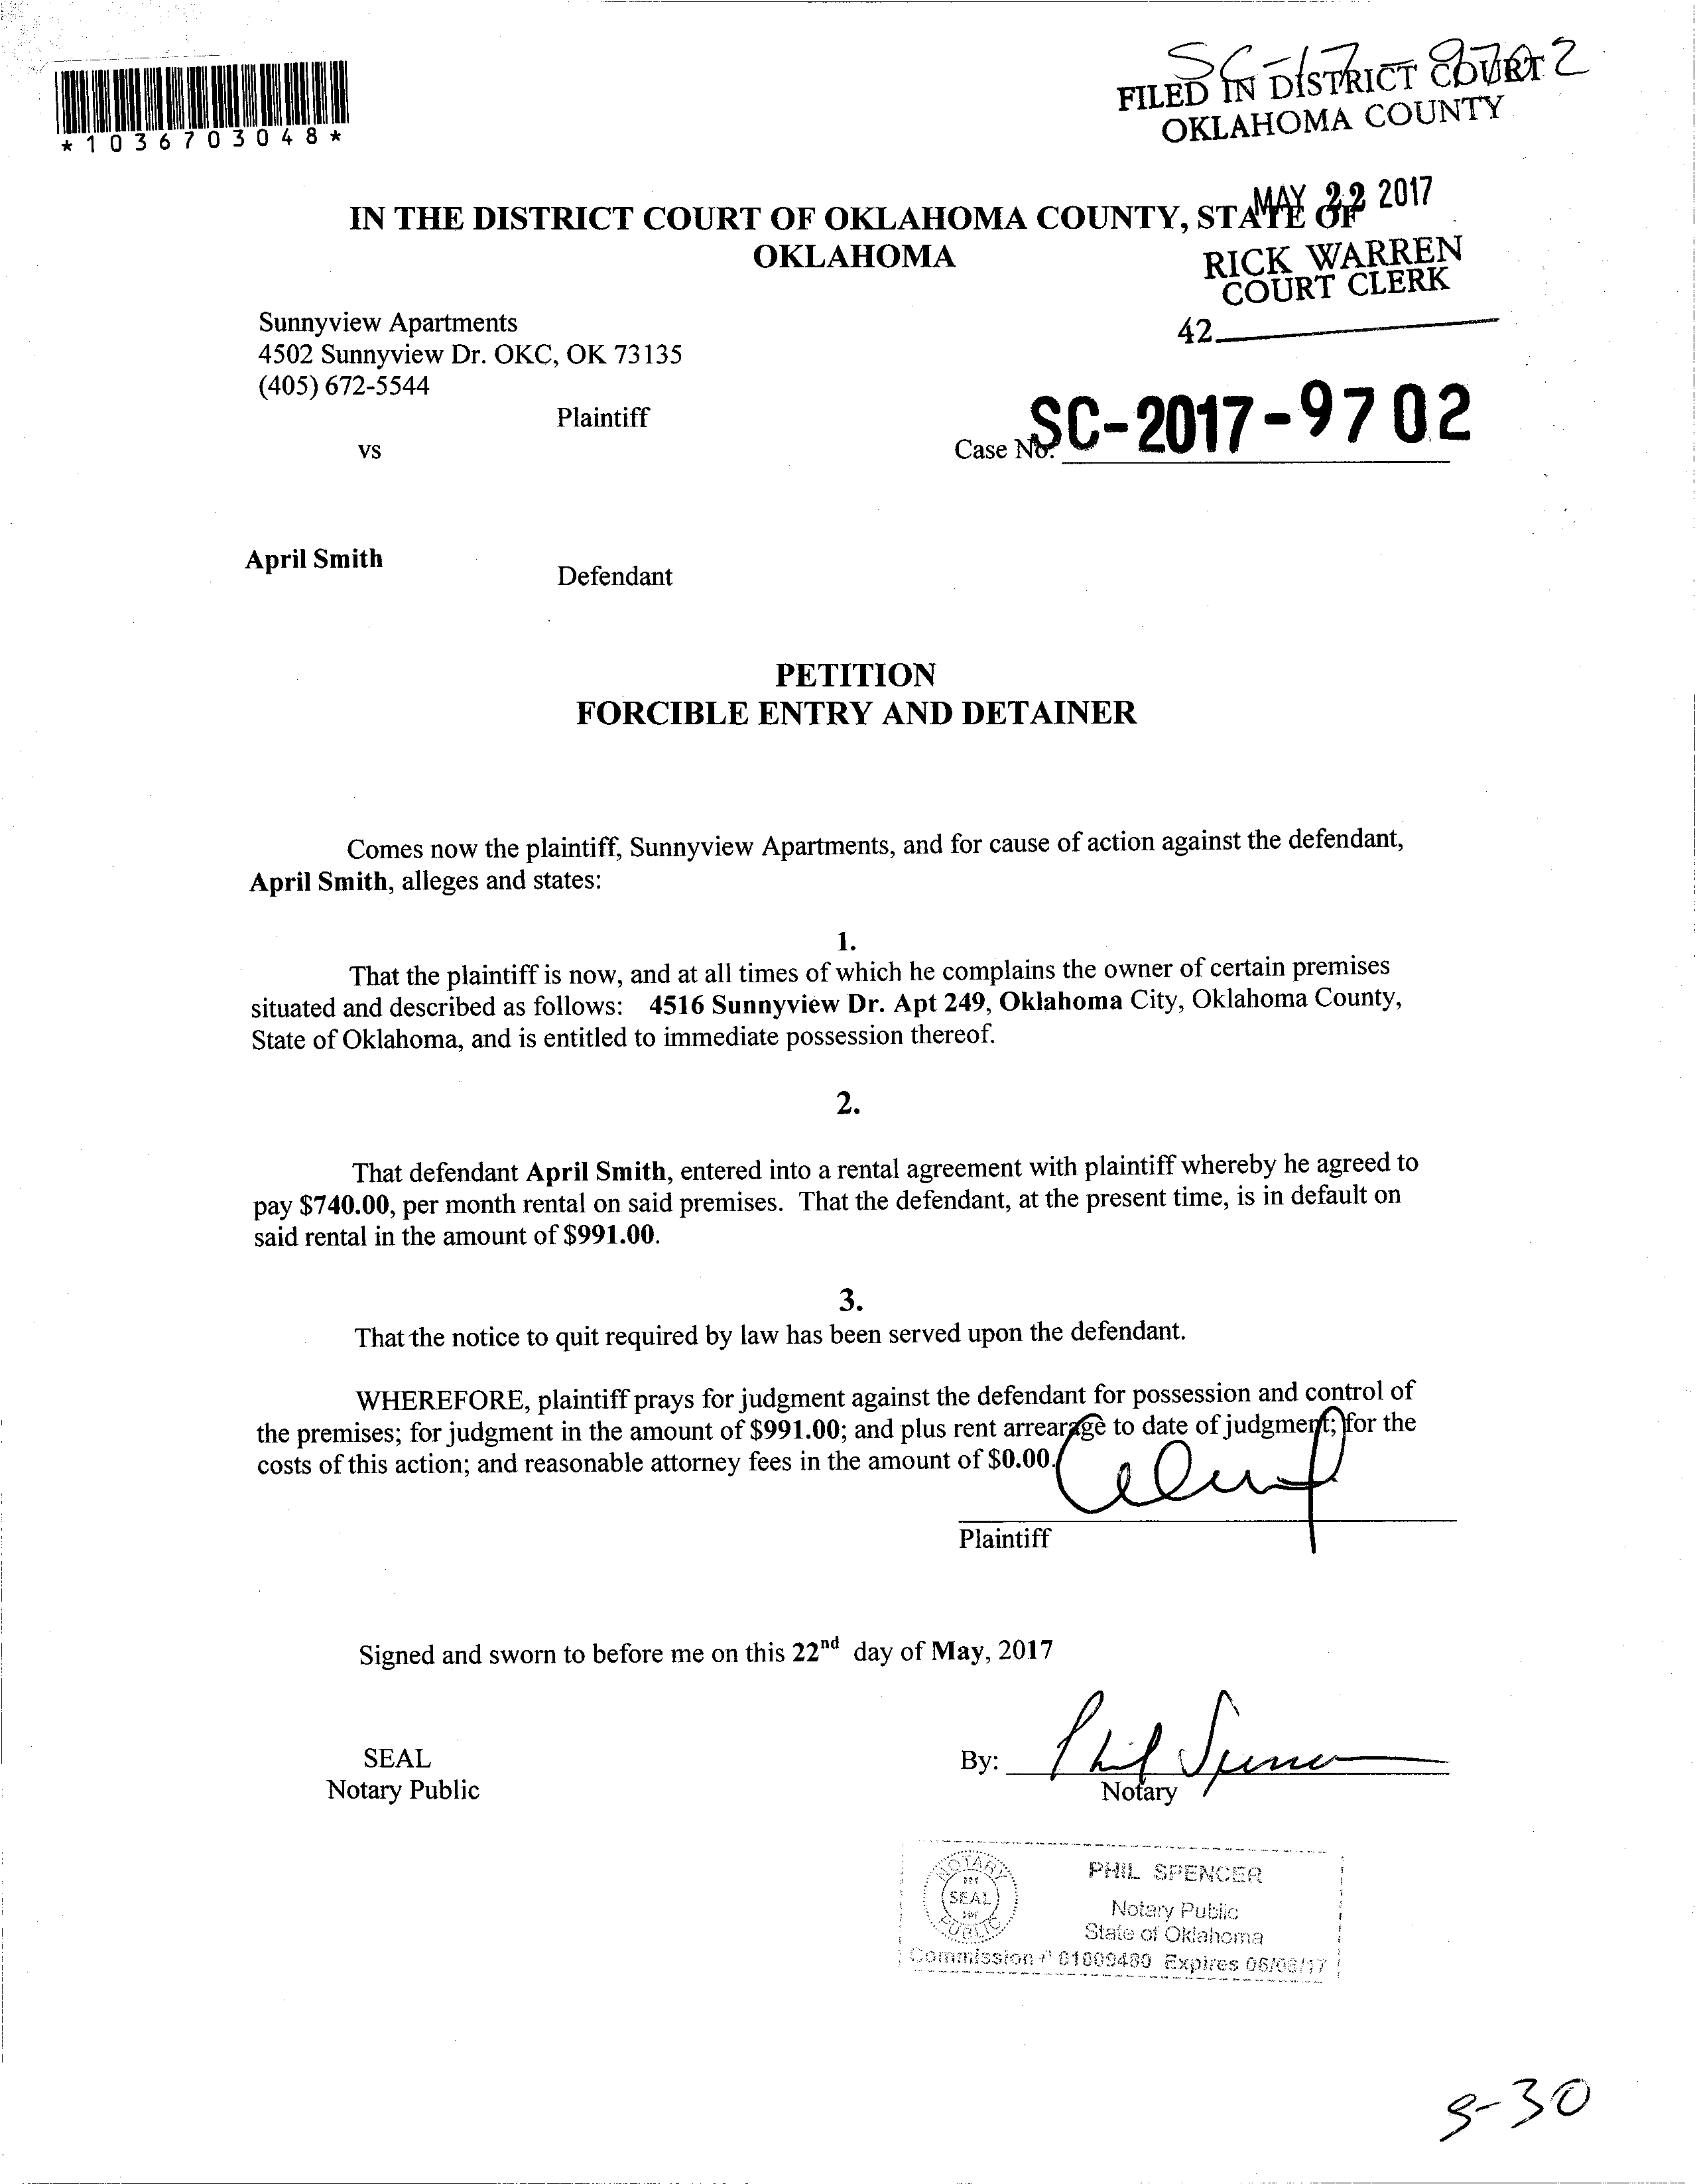 SC-17-9702
FILED IN DISTRICT COURT
OKLAHOMA COUNTY
*1036703048*
MAY 22 2017
IN THE DISTRICT COURT OF OKLAHOMA COUNTY, STATE OF
OKLAHOMA
RICK WARREN
COURT CLERK
42
Sunnyview Apartments
4502 Sunnyview Dr. OKC, OK 73135
(405) 672-5544
Plaintiff
vs
Case No. SC-2017-9702
April Smith
Defendant
PETITION
FORCIBLE ENTRY AND DETAINER
Comes now the plaintiff, Sunnyview Apartments, and for cause of action against the defendant,
April Smith, alleges and states:
1.
That the plaintiff is now, and at all times of which he complains the owner of certain premises
situated and described as follows: 4516 Sunnyview Dr. Apt 249, Oklahoma City, Oklahoma County,
State of Oklahoma, and is entitled to immediate possession thereof.
2.
That defendant April Smith, entered into a rental agreement with plaintiff whereby he agreed to
pay $740.00, per month rental on said premises. That the defendant, at the present time, is in default on
said rental in the amount of $991.00.
3.
That the notice to quit required by law has been served upon the defendant.
WHEREFORE, plaintiff prays for judgment against the defendant for possession and control of
the premises; for judgment in the amount of $991.00; and plus rent arrearage to date of judgment; for the
costs of this action; and reasonable attorney fees in the amount of $0.00.
Plaintiff
Signed and sworn to before me on this 22nd day of May, 2017
SEAL
Notary Public
By: Phil Spencer
Notary
NOTARY
SEAL
PUBLIC
PHIL SPENCER
Notary Public
State of Oklahoma
Commission # 01009480 Expires 06/06/17
5-30